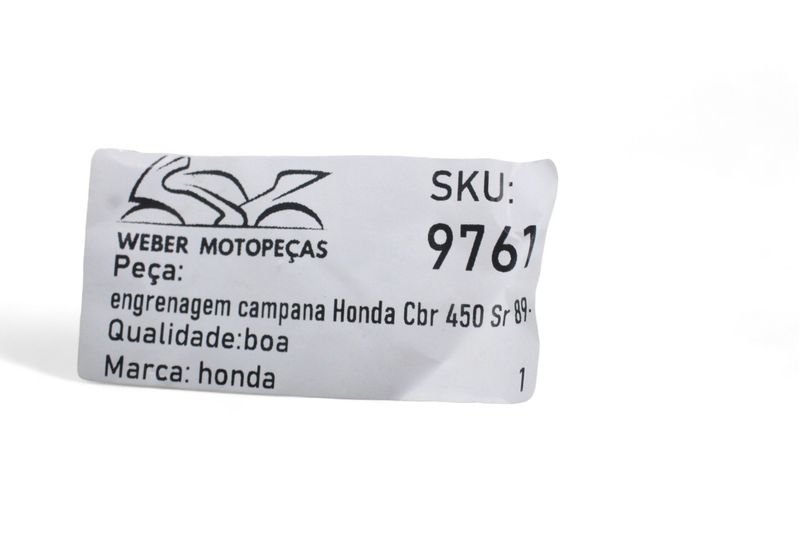 WEBER MOTOPEÇAS
SKU:
9761
Peça:
engrenagem campana Honda Cbr 450 Sr 89-
Qualidade:boa
Marca: honda
1